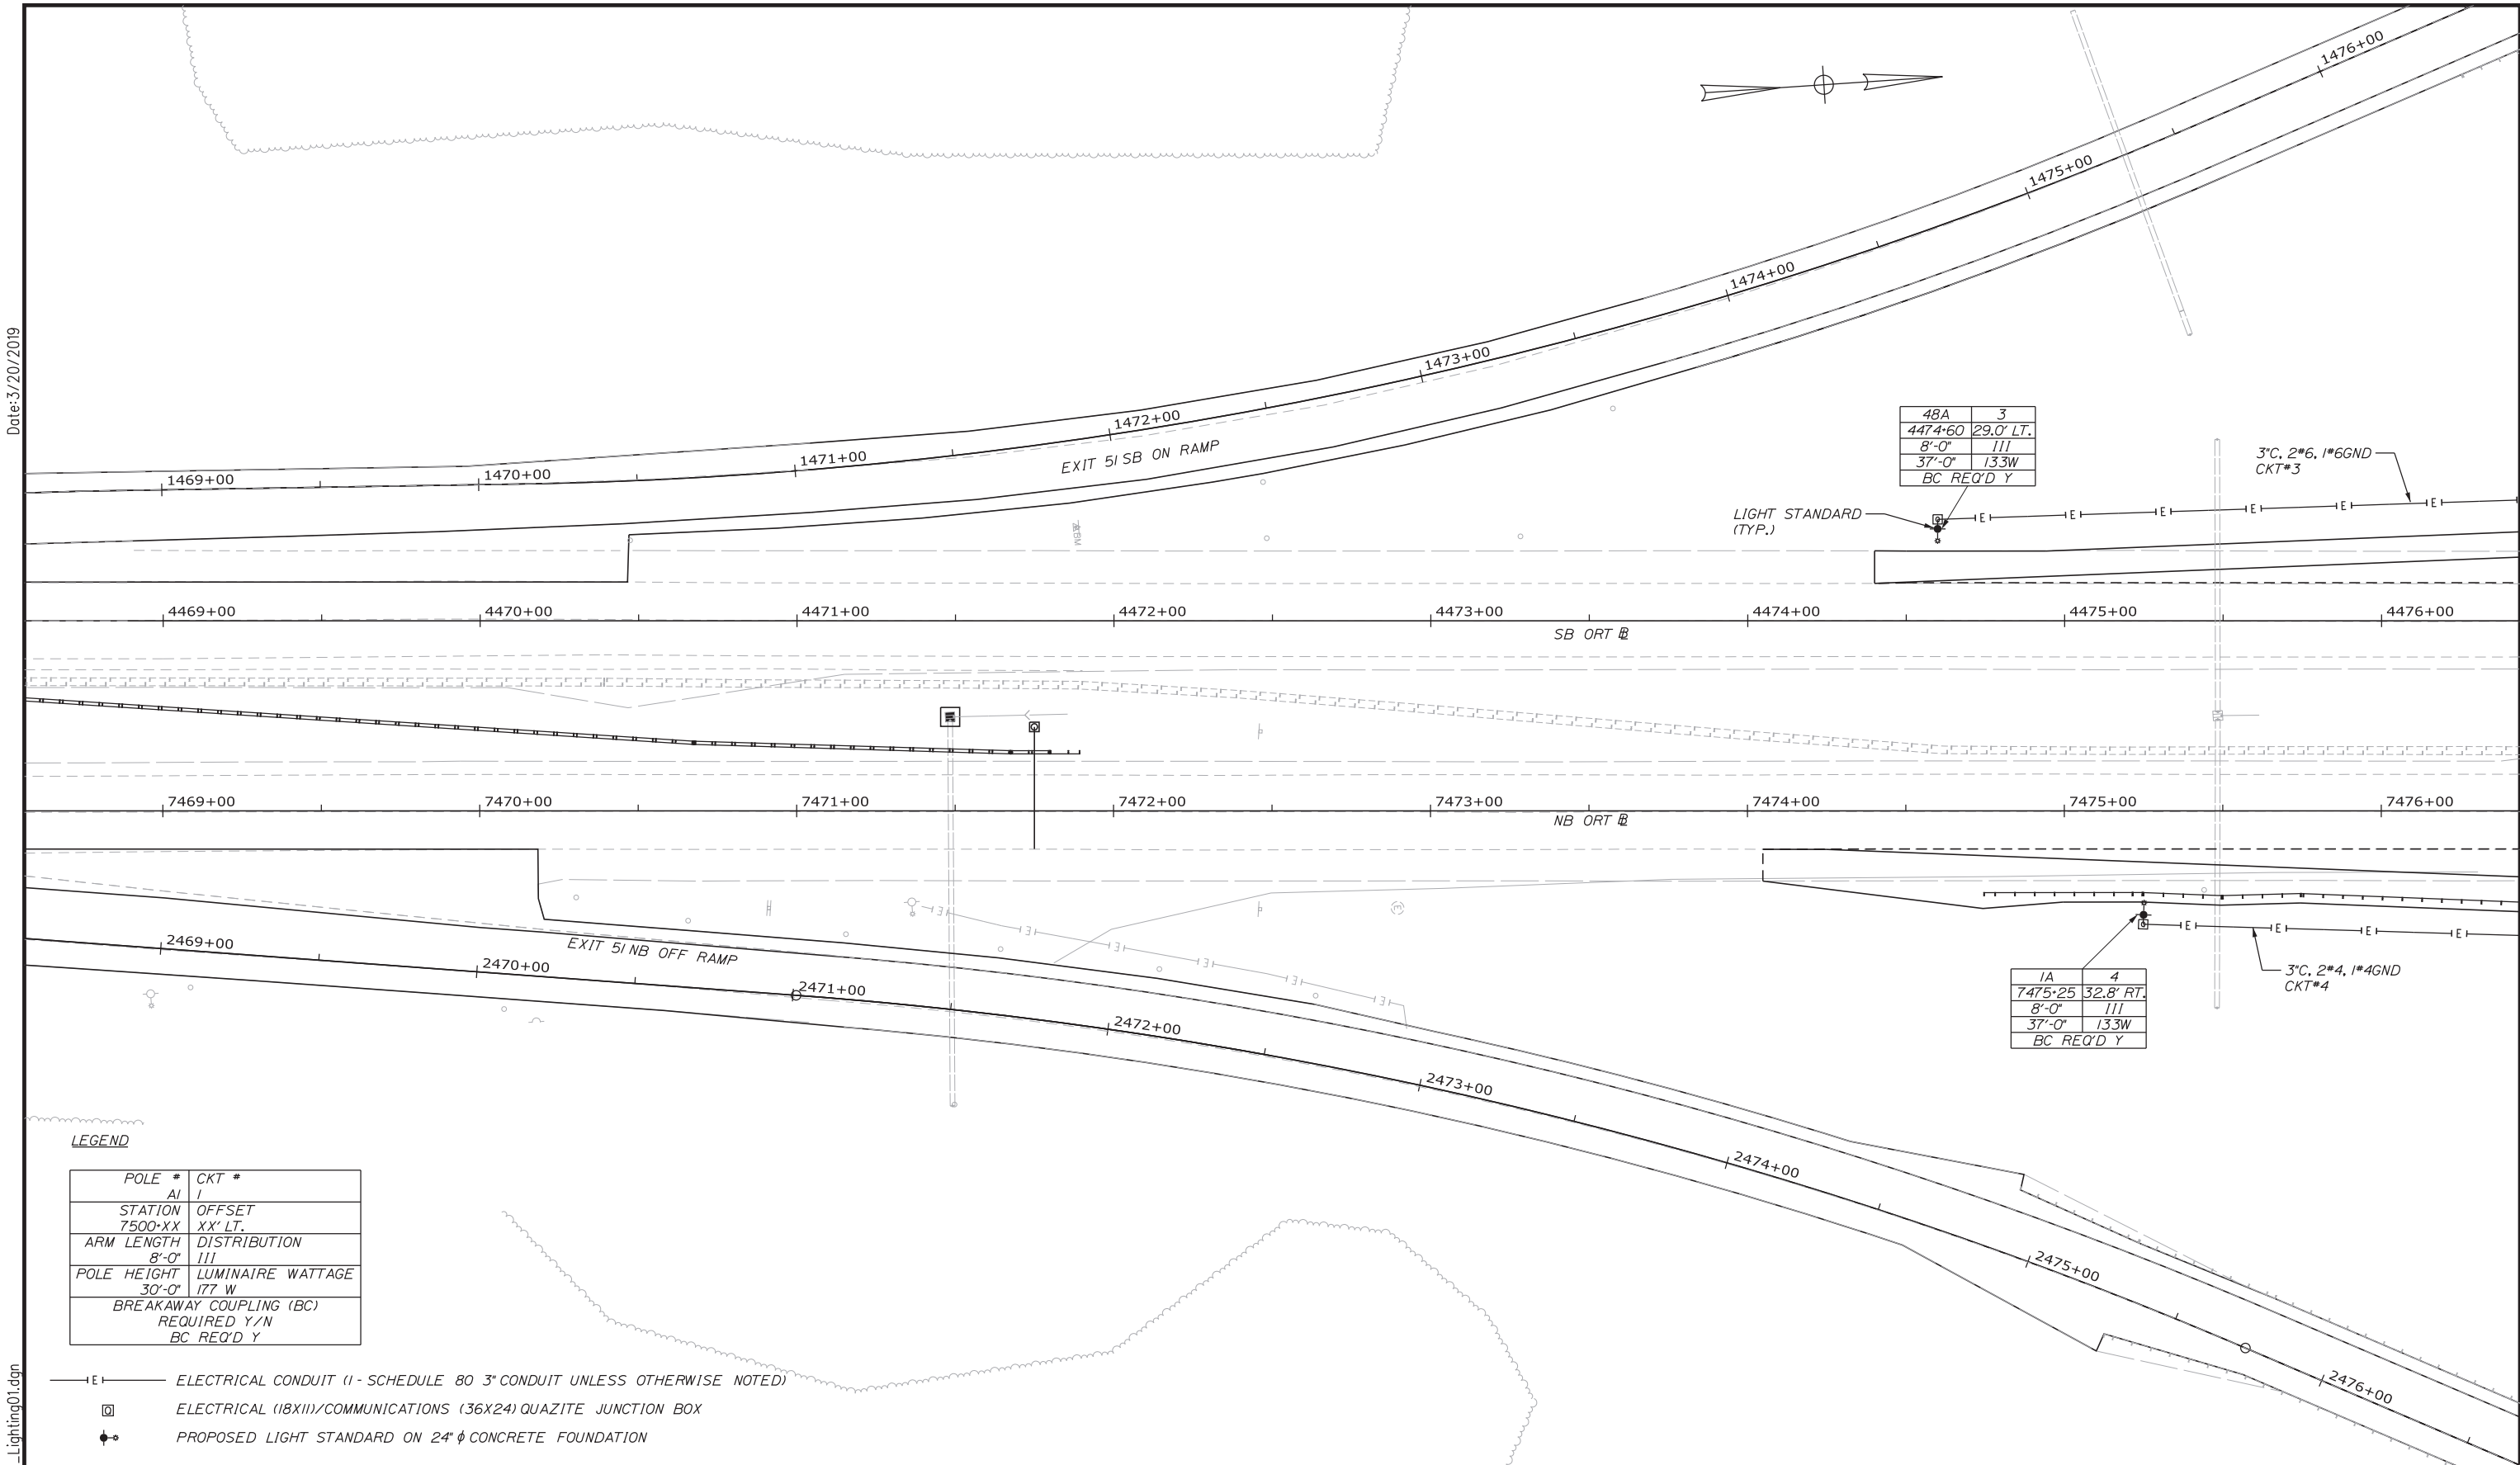 Date:3/20/2019
_Lighting01.dgn
1476+00
1475+00
1474+00
1473+00
1472+00
1471+00
1470+00
1469+00
EXIT 51 SB ON RAMP
48A 3
4474+60 29.0' LT.
8'-0" III
37'-0" 133W
BC REQ'D Y
3"C, 2#6, 1#6GND
CKT#3
LIGHT STANDARD
(TYP.)
E E E E E E
4469+00 4470+00 4471+00 4472+00 4473+00 4474+00 4475+00 4476+00
SB ORT BL
7469+00 7470+00 7471+00 7472+00 7473+00 7474+00 7475+00 7476+00
NB ORT BL
E E E E E E
E E E E
2469+00
2470+00
2471+00
2472+00
2473+00
2474+00
2475+00
2476+00
EXIT 51 NB OFF RAMP
3"C, 2#4, 1#4GND
CKT#4
1A 4
7475+25 32.8' RT.
8'-0" III
37'-0" 133W
BC REQ'D Y
LEGEND
POLE # CKT #
A1 1
STATION OFFSET
7500+XX XX' LT.
ARM LENGTH DISTRIBUTION
8'-0" III
POLE HEIGHT LUMINAIRE WATTAGE
30'-0" 177 W
BREAKAWAY COUPLING (BC)
REQUIRED Y/N
BC REQ'D Y
E ELECTRICAL CONDUIT (1 - SCHEDULE 80 3" CONDUIT UNLESS OTHERWISE NOTED)
ELECTRICAL (18X11)/COMMUNICATIONS (36X24) QUAZITE JUNCTION BOX
PROPOSED LIGHT STANDARD ON 24" ϕ CONCRETE FOUNDATION